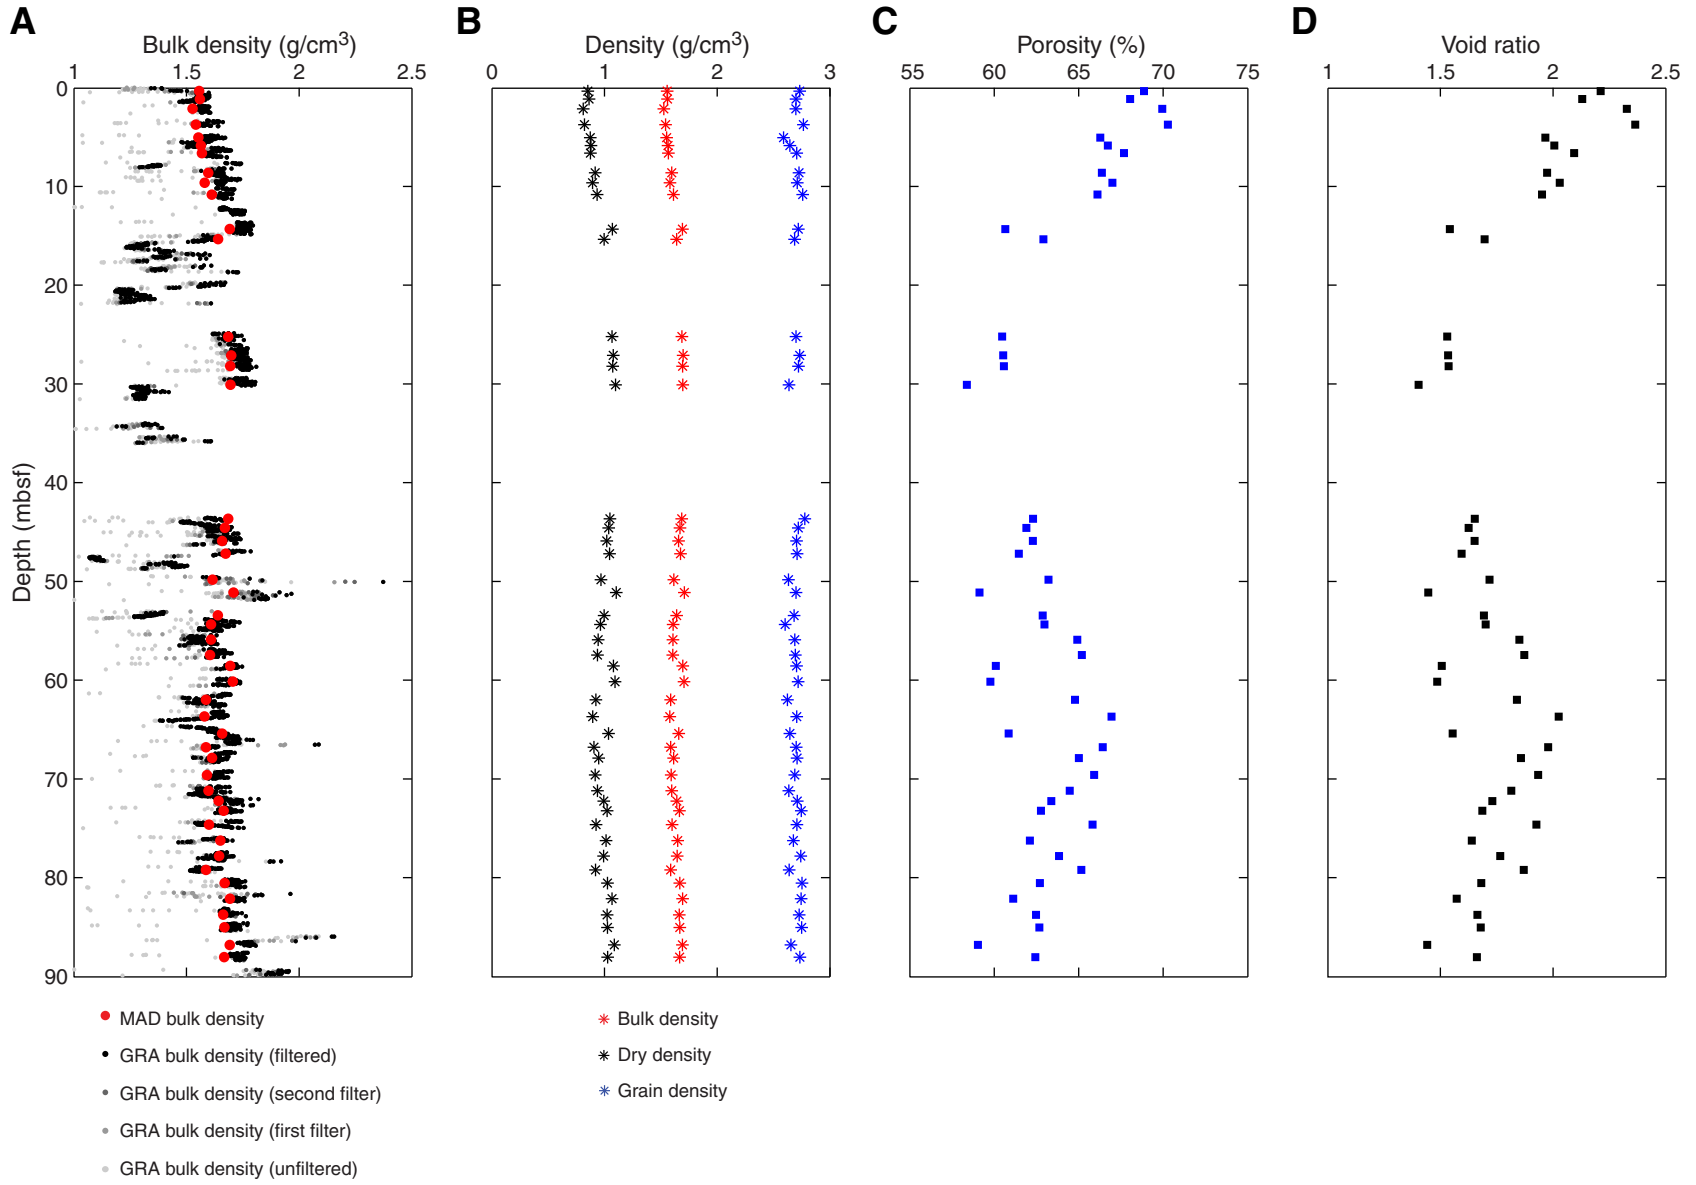 A B C D
Bulk density (g/cm3) Density (g/cm3) Porosity (%) Void ratio
1 1.5 2 2.5 0 1 2 3 55 60 65 70 75 1 1.5 2 2.5
0
10
20
30
40
50
60
70
80
90
Depth (mbsf)
MAD bulk density
GRA bulk density (filtered)
GRA bulk density (second filter)
GRA bulk density (first filter)
GRA bulk density (unfiltered)
Bulk density
Dry density
Grain density